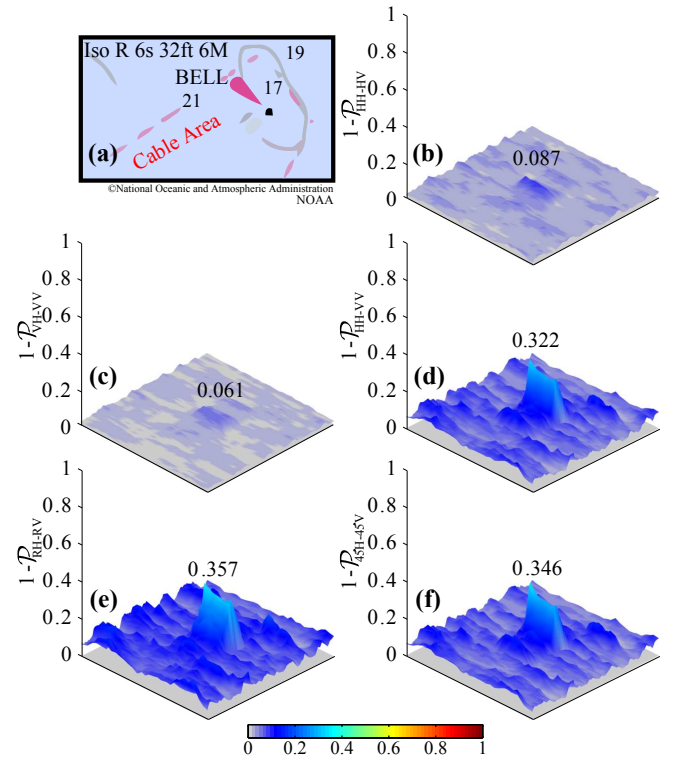 Iso R 6s 32ft 6M
19
BELL
17
21
Cable Area
(a)
©National Oceanic and Atmospheric Administration
NOAA
1
0.8
0.6
0.4
0.2
0
1-𝒫HH-HV
(b)
0.087
1
0.8
0.6
0.4
0.2
0
1-𝒫VH-VV
(c)
0.061
1
0.8
0.6
0.4
0.2
0
1-𝒫HH-VV
(d)
0.322
1
0.8
0.6
0.4
0.2
0
1-𝒫RH-RV
(e)
0.357
1
0.8
0.6
0.4
0.2
0
1-𝒫45H-45V
(f)
0.346
0 0.2 0.4 0.6 0.8 1